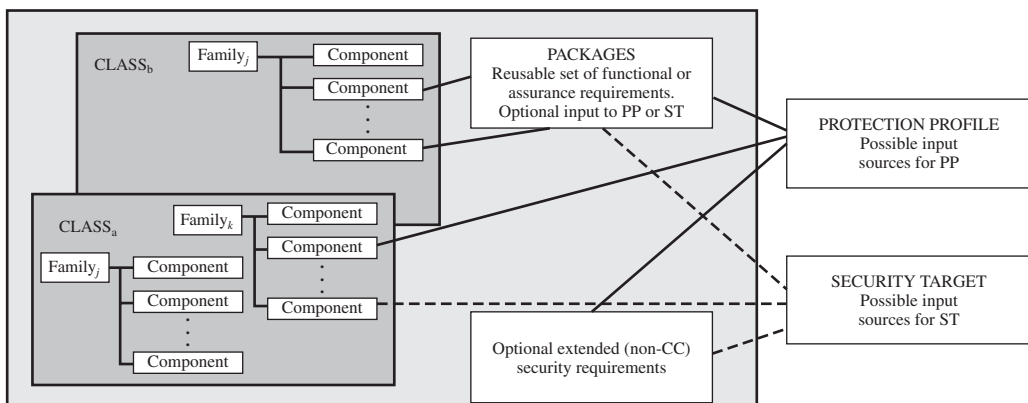 CLASSb
Familyj
Component
Component
Component
PACKAGES
Reusable set of functional or
assurance requirements.
Optional input to PP or ST
PROTECTION PROFILE
Possible input
sources for PP
CLASSa
Familyk
Component
Component
Component
Familyj
Component
Component
Component
SECURITY TARGET
Possible input
sources for ST
Optional extended (non-CC)
security requirements